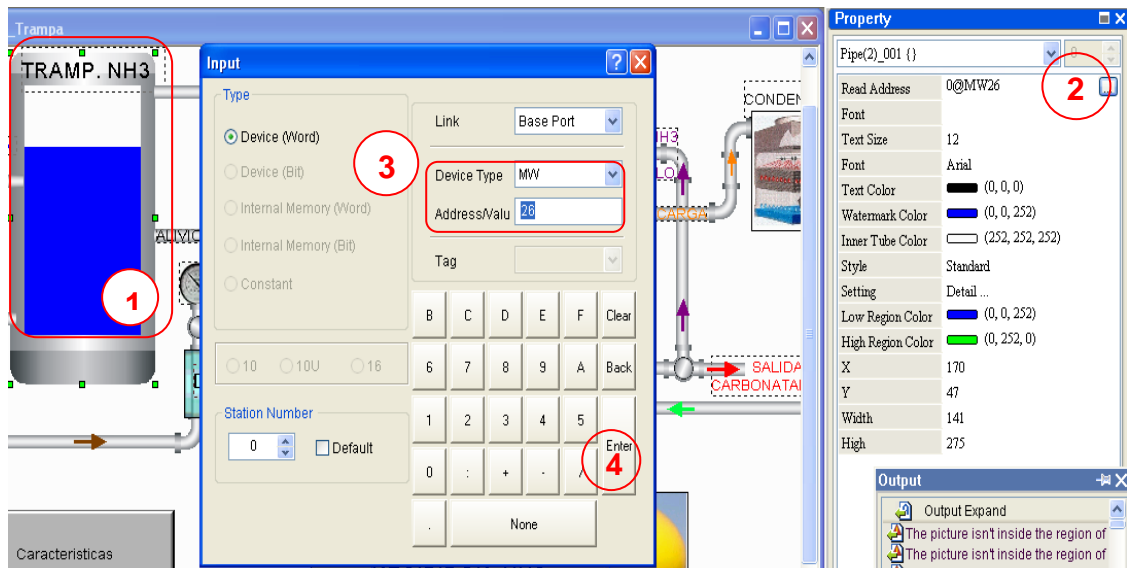 _Trampa
TRAMP. NH3
1
ALIVIO
Caracteristicas
Input
Type
Device (Word)
Device (Bit)
Internal Memory (Word)
Internal Memory (Bit)
Constant
10 10U 16
Station Number
0 Default
3
Link Base Port
Device Type MW
Address/Valu 26
Tag
B C D E F Clear
6 7 8 9 A Back
1 2 3 4 5
Enter
0 : + - /
4
. None
CONDEN
H3
LO
CARGA
SALIDA
CARBONATAI
Property
Pipe(2)_001 {} 0
2
Read Address 0@MW26 ...
Font
Text Size 12
Font Arial
Text Color (0, 0, 0)
Watermark Color (0, 0, 252)
Inner Tube Color (252, 252, 252)
Style Standard
Setting Detail ...
Low Region Color (0, 0, 252)
High Region Color (0, 252, 0)
X 170
Y 47
Width 141
High 275
Output
Output Expand
The picture isn't inside the region of
The picture isn't inside the region of